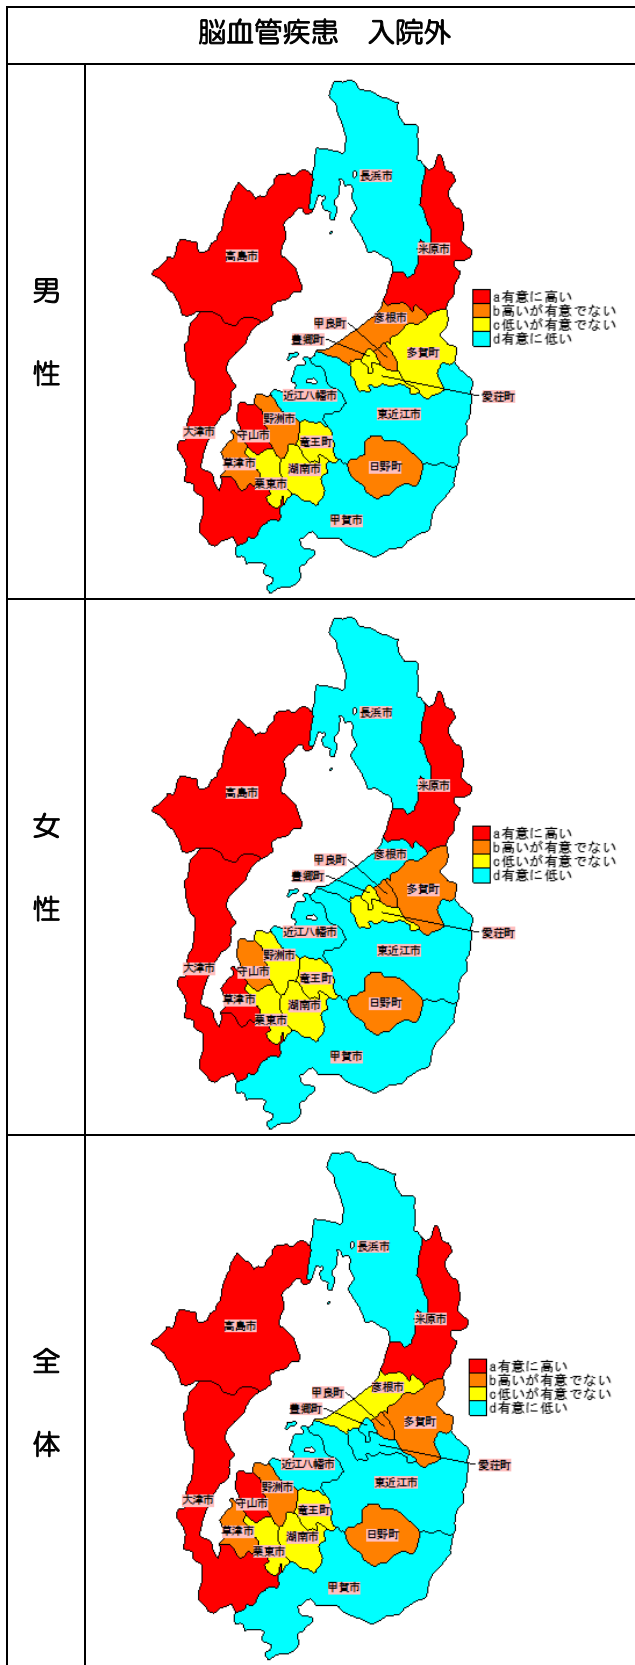 脳血管疾患　入院外
男
性
長浜市
米原市
高島市
a有意に高い
b高いが有意でない
c低いが有意でない
d有意に低い
彦根市
甲良町
豊郷町
多賀町
愛荘町
近江八幡市
東近江市
野洲市
大津市
守山市
竜王町
草津市
湖南市
日野町
栗東市
甲賀市
女
性
長浜市
米原市
高島市
a有意に高い
b高いが有意でない
c低いが有意でない
d有意に低い
彦根市
甲良町
豊郷町
多賀町
愛荘町
近江八幡市
東近江市
野洲市
大津市
守山市
竜王町
草津市
湖南市
日野町
栗東市
甲賀市
全
体
長浜市
米原市
高島市
a有意に高い
b高いが有意でない
c低いが有意でない
d有意に低い
彦根市
甲良町
豊郷町
多賀町
愛荘町
近江八幡市
東近江市
野洲市
大津市
守山市
竜王町
草津市
湖南市
日野町
栗東市
甲賀市